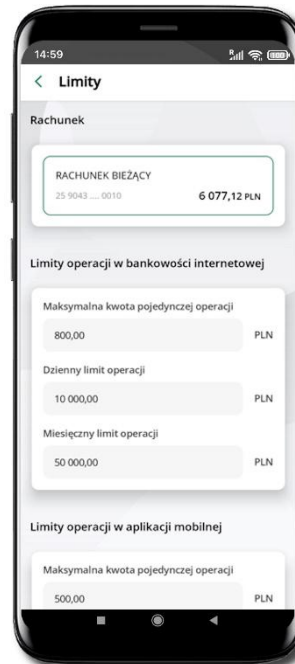 14:59
Limity
Rachunek
RACHUNEK BIEŻĄCY
25 9043 .... 0010 6 077,12 PLN
Limity operacji w bankowości internetowej
Maksymalna kwota pojedynczej operacji
800,00 PLN
Dzienny limit operacji
10 000,00 PLN
Miesięczny limit operacji
50 000,00 PLN
Limity operacji w aplikacji mobilnej
Maksymalna kwota pojedynczej operacji
500,00 PLN